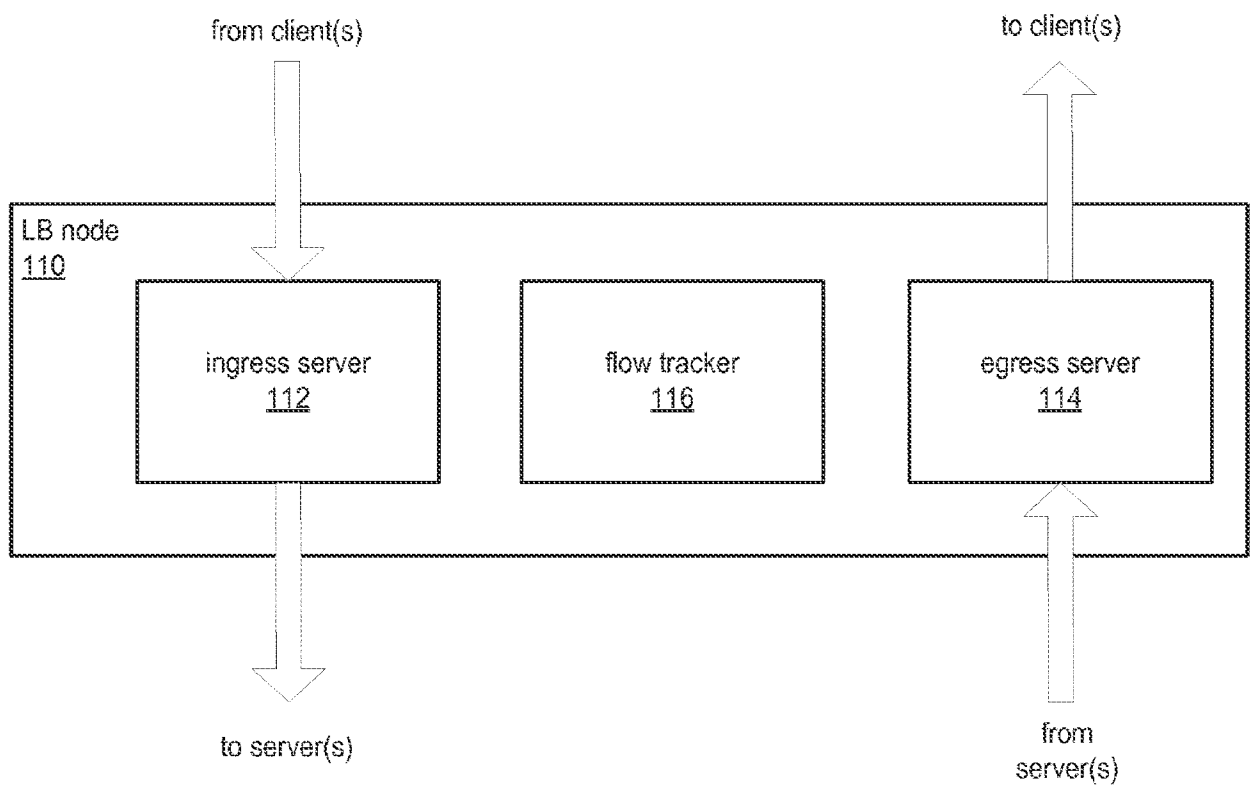 from client(s)
to client(s)
LB node
110
ingress server
112
flow tracker
116
egress server
114
to server(s)
from
server(s)